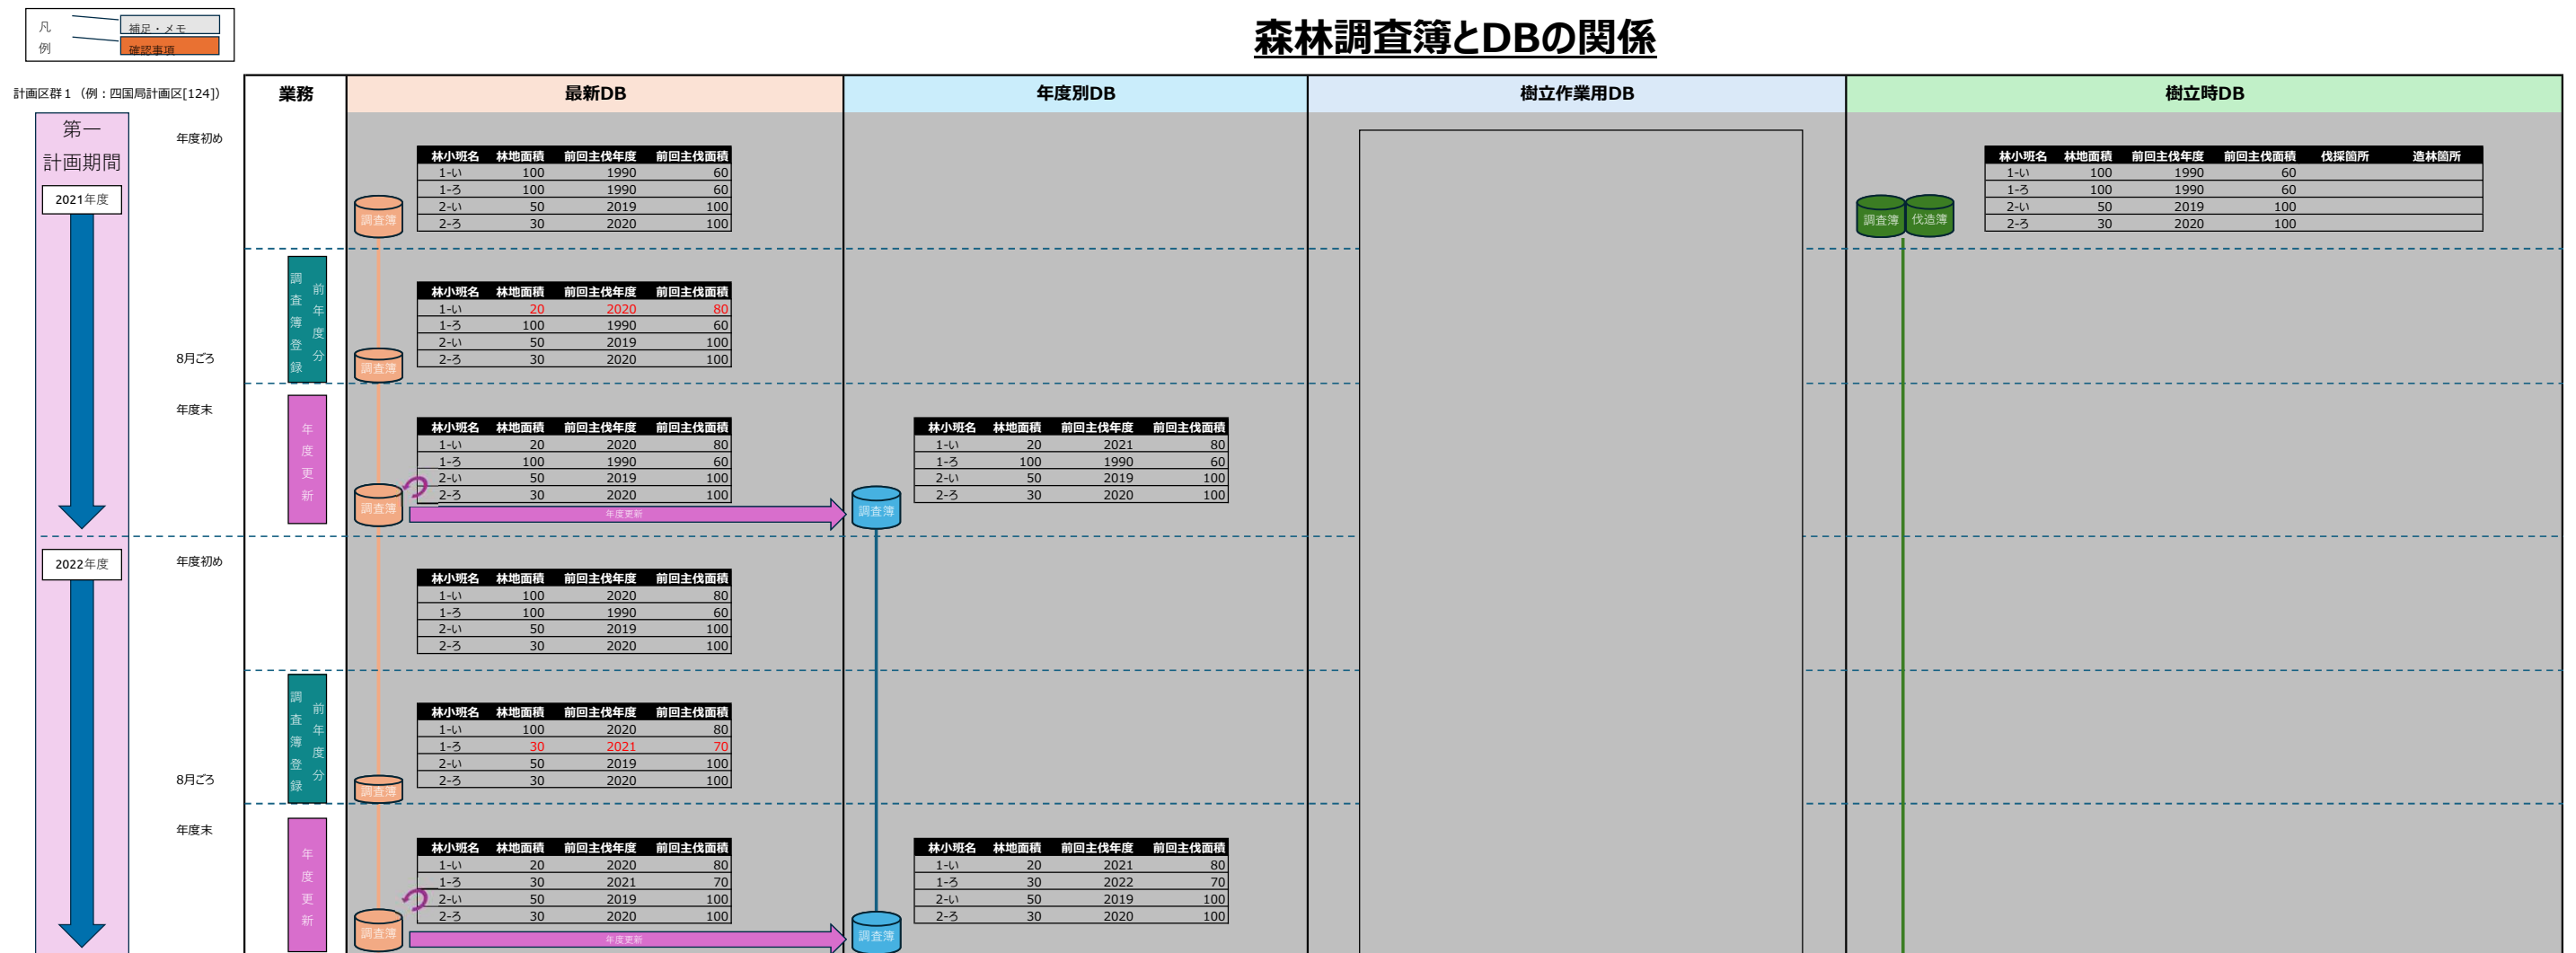 森林調査簿とDBの関係
凡
例
補足・メモ
確認事項
計画区群１（例：四国局計画区[124]）
業務
最新DB
年度別DB
樹立作業用DB
樹立時DB
第一
計画期間
2021年度
年度初め
調査簿
林小班名 林地面積 前回主伐年度 前回主伐面積
1-い 100 1990 60
1-ろ 100 1990 60
2-い 50 2019 100
2-ろ 30 2020 100
調査簿
伐造簿
林小班名 林地面積 前回主伐年度 前回主伐面積 伐採箇所 造林箇所
1-い 100 1990 60
1-ろ 100 1990 60
2-い 50 2019 100
2-ろ 30 2020 100
8月ごろ
前年度分
調査簿登録
調査簿
林小班名 林地面積 前回主伐年度 前回主伐面積
1-い 20 2020 80
1-ろ 100 1990 60
2-い 50 2019 100
2-ろ 30 2020 100
年度末
年度更新
調査簿
林小班名 林地面積 前回主伐年度 前回主伐面積
1-い 20 2020 80
1-ろ 100 1990 60
2-い 50 2019 100
2-ろ 30 2020 100
年度更新
調査簿
林小班名 林地面積 前回主伐年度 前回主伐面積
1-い 20 2021 80
1-ろ 100 1990 60
2-い 50 2019 100
2-ろ 30 2020 100
2022年度
年度初め
林小班名 林地面積 前回主伐年度 前回主伐面積
1-い 100 2020 80
1-ろ 100 1990 60
2-い 50 2019 100
2-ろ 30 2020 100
8月ごろ
前年度分
調査簿登録
調査簿
林小班名 林地面積 前回主伐年度 前回主伐面積
1-い 100 2020 80
1-ろ 30 2021 70
2-い 50 2019 100
2-ろ 30 2020 100
年度末
年度更新
調査簿
林小班名 林地面積 前回主伐年度 前回主伐面積
1-い 20 2020 80
1-ろ 30 2021 70
2-い 50 2019 100
2-ろ 30 2020 100
年度更新
調査簿
林小班名 林地面積 前回主伐年度 前回主伐面積
1-い 20 2021 80
1-ろ 30 2022 70
2-い 50 2019 100
2-ろ 30 2020 100